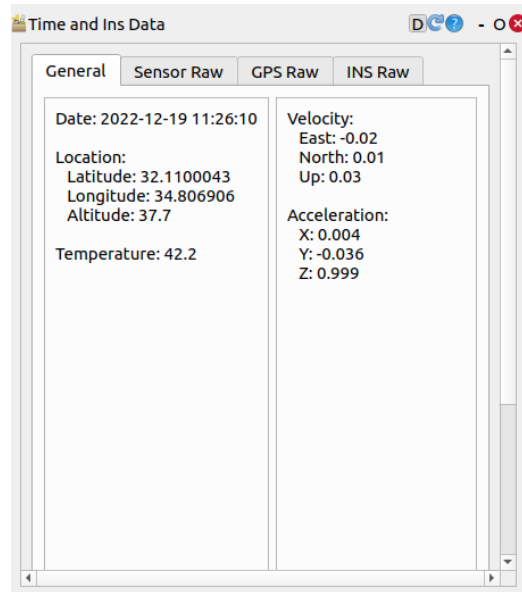 Time and Ins Data
D
?
General
Sensor Raw
GPS Raw
INS Raw
Date: 2022-12-19 11:26:10
Location:
Latitude: 32.1100043
Longitude: 34.806906
Altitude: 37.7
Temperature: 42.2
Velocity:
East: -0.02
North: 0.01
Up: 0.03
Acceleration:
X: 0.004
Y: -0.036
Z: 0.999